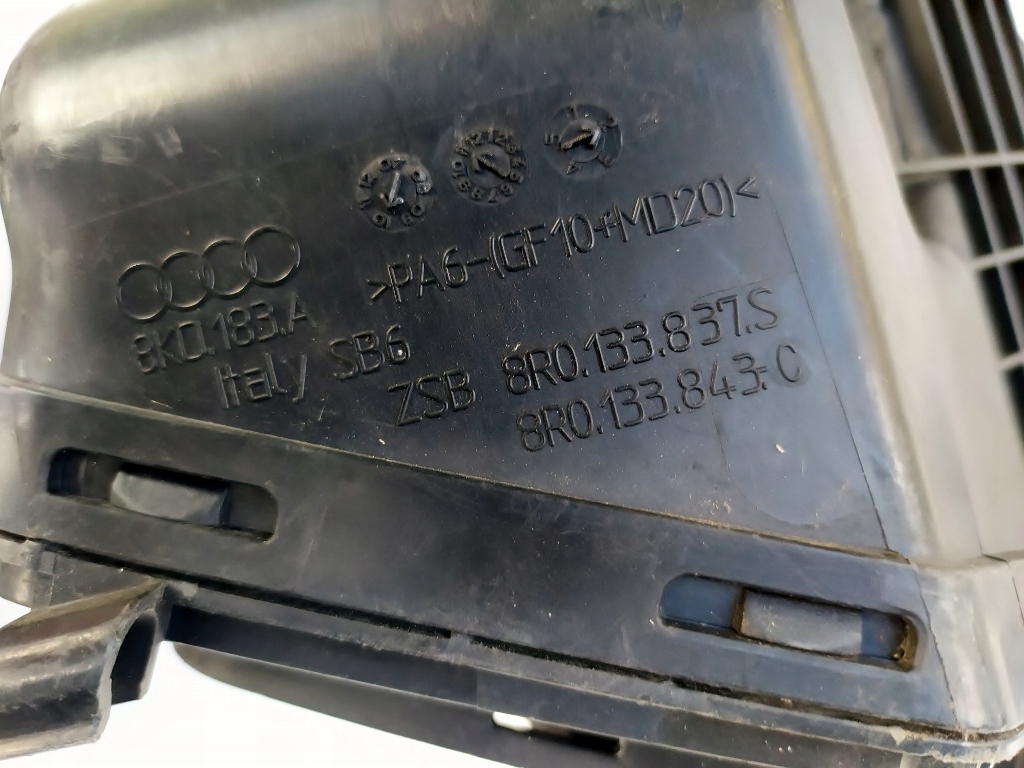 >PA6-(GF10+MD20)<
8K0.183.A
Italy SB6
ZSB 8R0.133.837.S
8R0.133.843.C